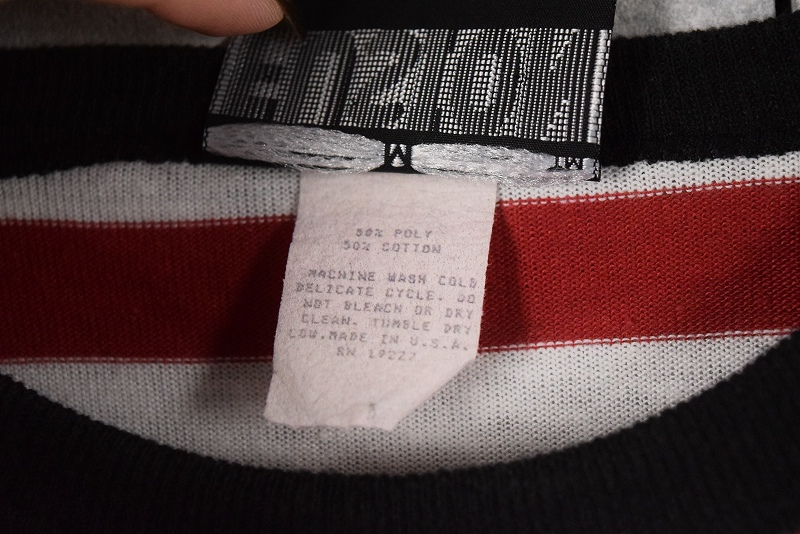 M
50% POLY
50% COTTON
MACHINE WASH COLD
DELICATE CYCLE. DO
NOT BLEACH OR DRY
CLEAN. TUMBLE DRY
LOW. MADE IN U.S.A.
RN 19277